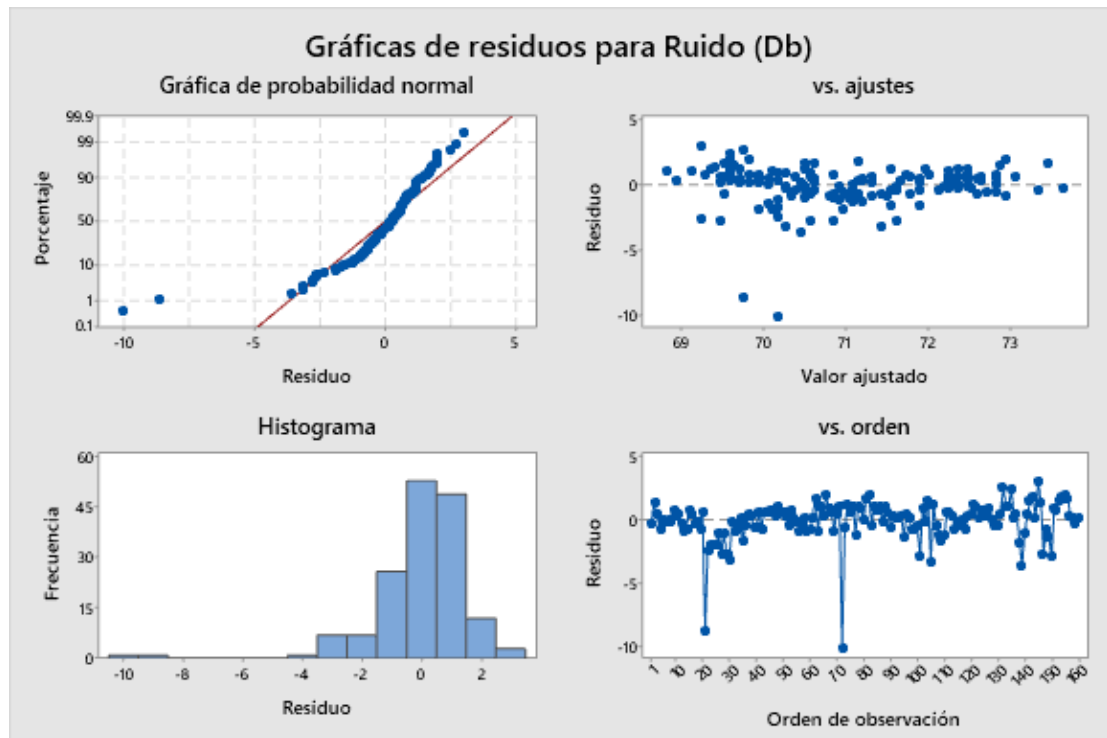 Gráficas de residuos para Ruido (Db)
Gráfica de probabilidad normal
99.9
99
90
50
10
1
0.1
Porcentaje
-10 -5 0 5
Residuo
vs. ajustes
5
0
-5
-10
Residuo
69 70 71 72 73
Valor ajustado
Histograma
60
45
30
15
0
Frecuencia
-10 -8 -6 -4 -2 0 2
Residuo
vs. orden
5
0
-5
-10
Residuo
1 10 20 30 40 50 60 70 80 90 100 110 120 130 140 150 160
Orden de observación